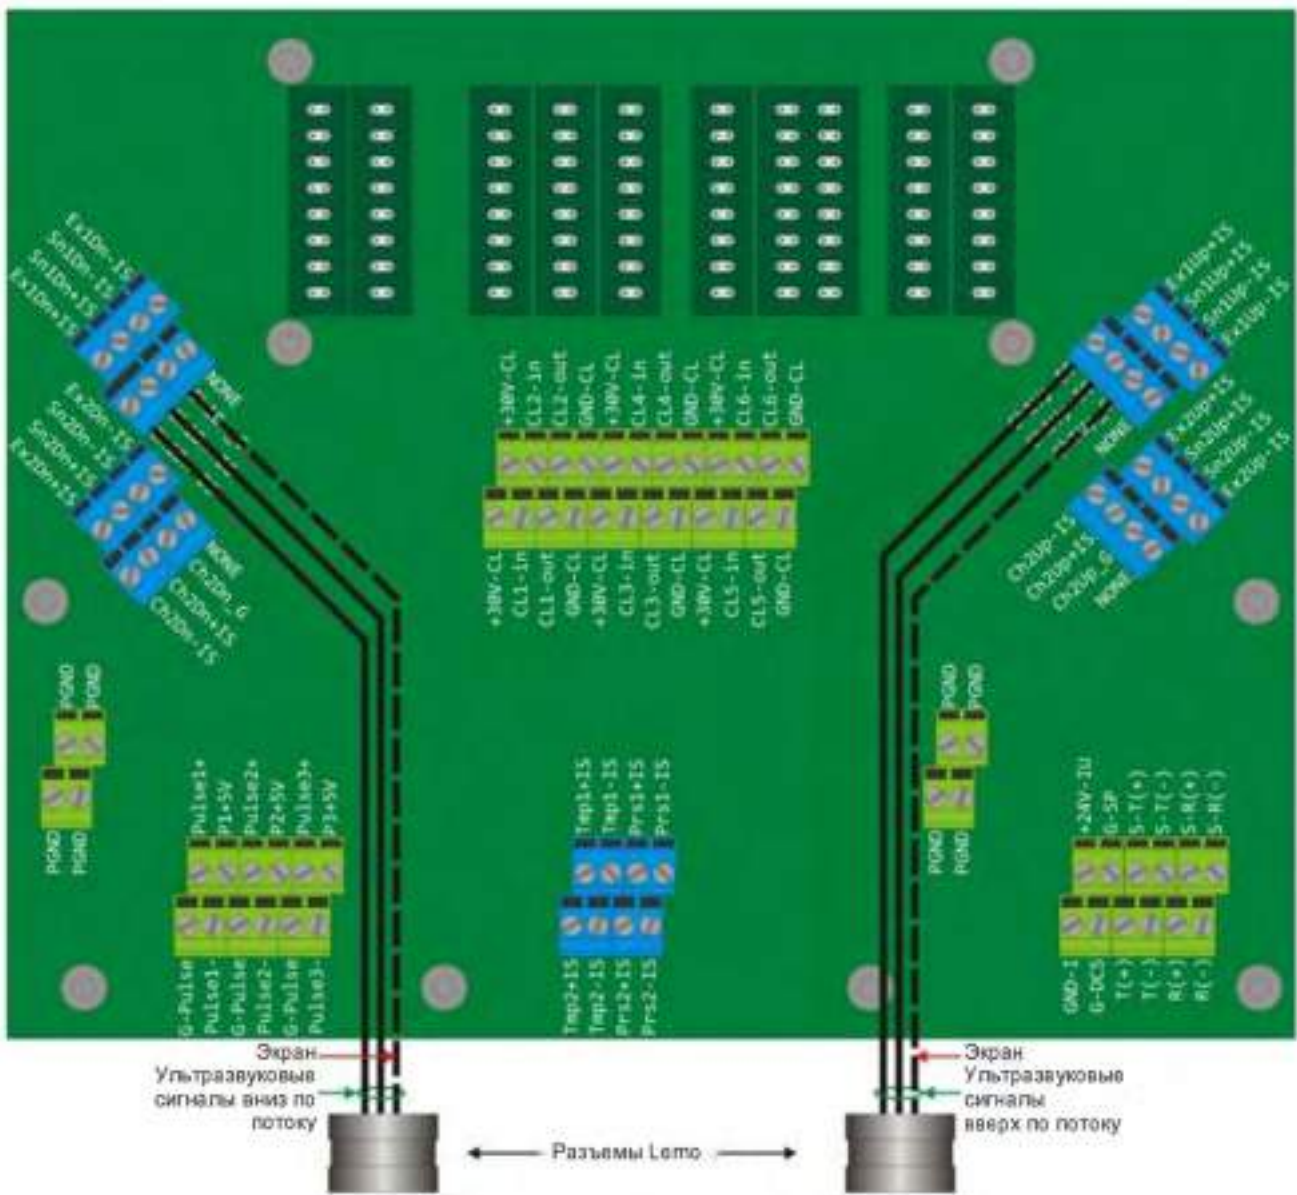 Ex1Dn-IS
Sn1Dn-IS
Sn1Dn+IS
Ex1Dn+IS
NONE
Ex2Dn-IS
Sn2Dn-IS
Sn2Dn+IS
Ex2Dn+IS
NONE
Ch2Dn_G
Ch2Dn+IS
Ch2Dn-IS
+30V-CL
CL2-in
CL2-out
GND-CL
+30V-CL
CL4-in
CL4-out
GND-CL
+30V-CL
CL6-in
CL6-out
GND-CL
+30V-CL
CL1-in
CL1-out
GND-CL
+30V-CL
CL3-in
CL3-out
GND-CL
+30V-CL
CL5-in
CL5-out
GND-CL
Ex1Up+IS
Sn1Up+IS
Sn1Up-IS
Ex1Up-IS
NONE
Ex2Up+IS
Sn2Up+IS
Sn2Up-IS
Ex2Up-IS
Ch2Up-IS
Ch2Up+IS
Ch2Up_G
NONE
PGND
PGND
PGND
PGND
Pulse1+
P1+5V
Pulse2+
P2+5V
Pulse3+
P3+5V
G-Pulse
Pulse1-
G-Pulse
Pulse2-
G-Pulse
Pulse3-
Tmp1+IS
Tmp1-IS
Prs1+IS
Prs1-IS
Tmp2+IS
Tmp2-IS
Prs2+IS
Prs2-IS
PGND
PGND
PGND
PGND
+24V-IU
G-SP
S-T(+)
S-T(-)
S-R(+)
S-R(-)
GND-I
G-DCS
T(+)
T(-)
R(+)
R(-)
Экран
Ультразвуковые
сигналы вниз по
потоку
Экран
Ультразвуковые
сигналы
вверх по потоку
Разъемы Lemo